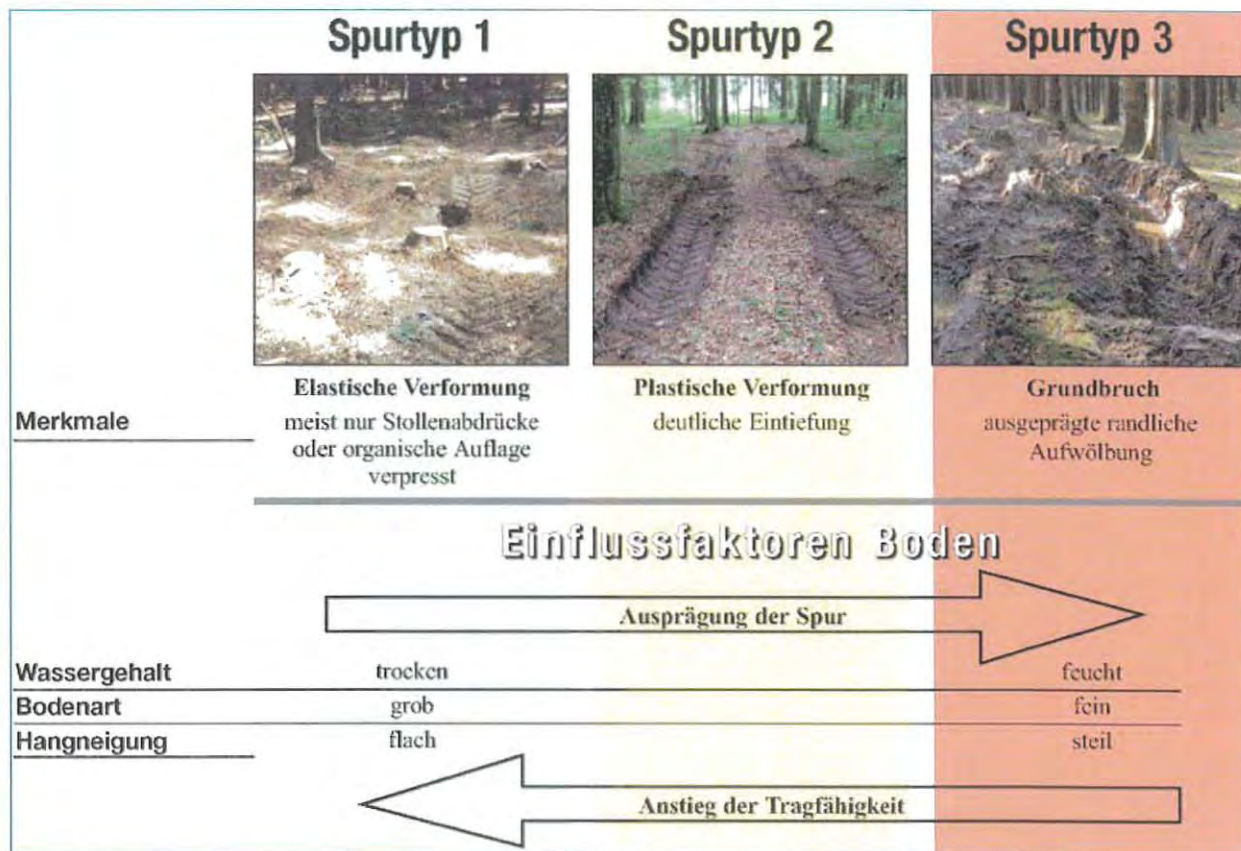 Spurtyp 1
Spurtyp 2
Spurtyp 3
Merkmale
Elastische Verformung
meist nur Stollenabdrücke
oder organische Auflage
verpresst
Plastische Verformung
deutliche Eintiefung
Grundbruch
ausgeprägte randliche
Aufwölbung
Einflussfaktoren Boden
Ausprägung der Spur
Wassergehalt trocken feucht
Bodenart grob fein
Hangneigung flach steil
Anstieg der Tragfähigkeit